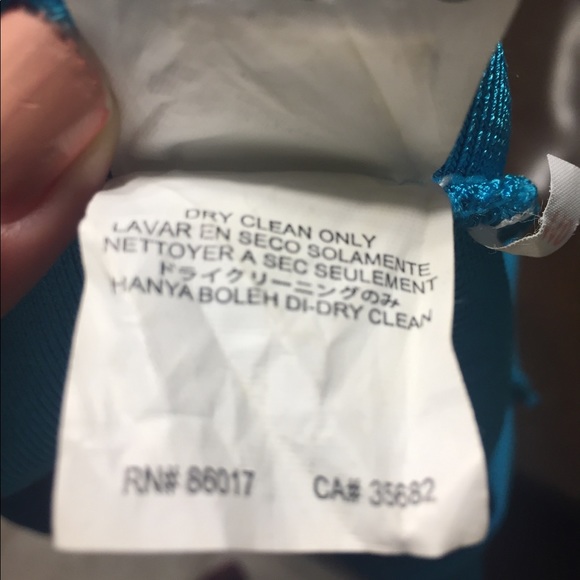 DRY CLEAN ONLY
LAVAR EN SECO SOLAMENTE
NETTOYER A SEC SEULEMENT
ドライクリーニングのみ
HANYA BOLEH DI-DRY CLEAN
RN# 86017 CA# 35682